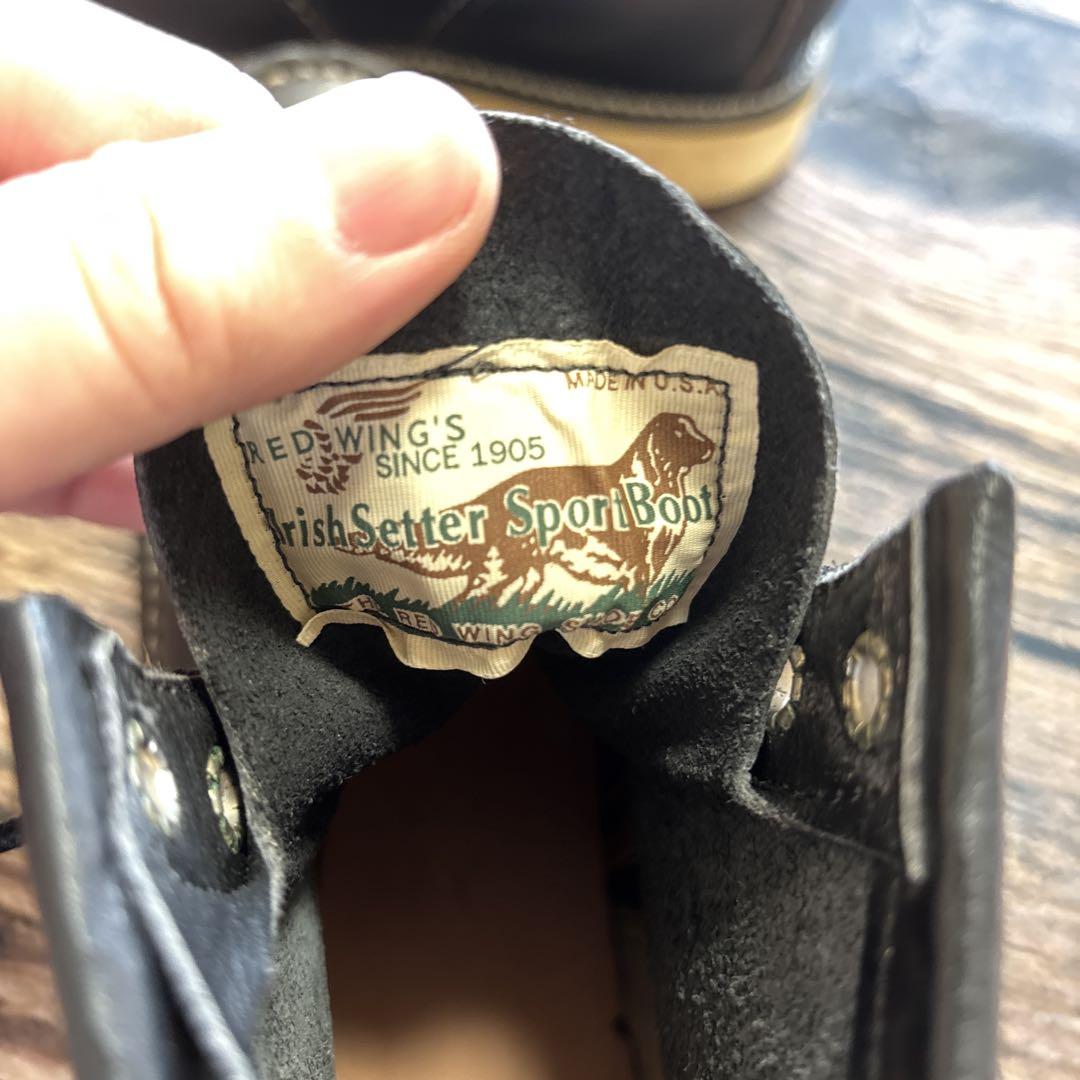 MADE IN U.S.A
RED WING'S
SINCE 1905
Irish Setter Sport Boot
RED WING SHOE CO